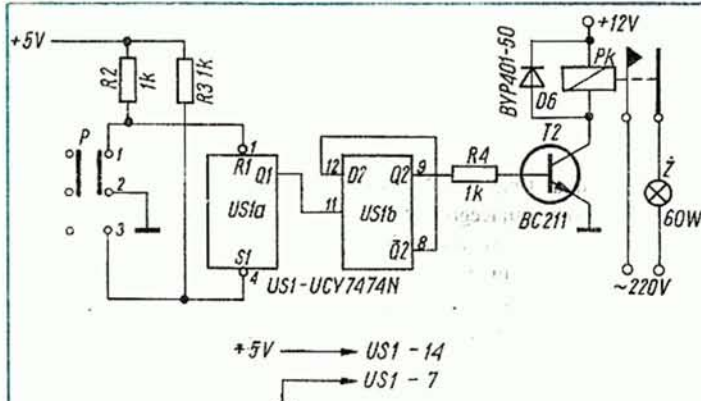 +5V
R2
1k
R3
1k
P
1
2
3
1
R1
Q1
US1a
S1
4
11
12
D2
Q2
9
US1b
Q̄2
8
US1-UCY7474N
R4
1k
T2
BC211
BYP401-50
D6
+12V
Pk
Ż
60W
~220V
+5V
US1 - 14
US1 - 7